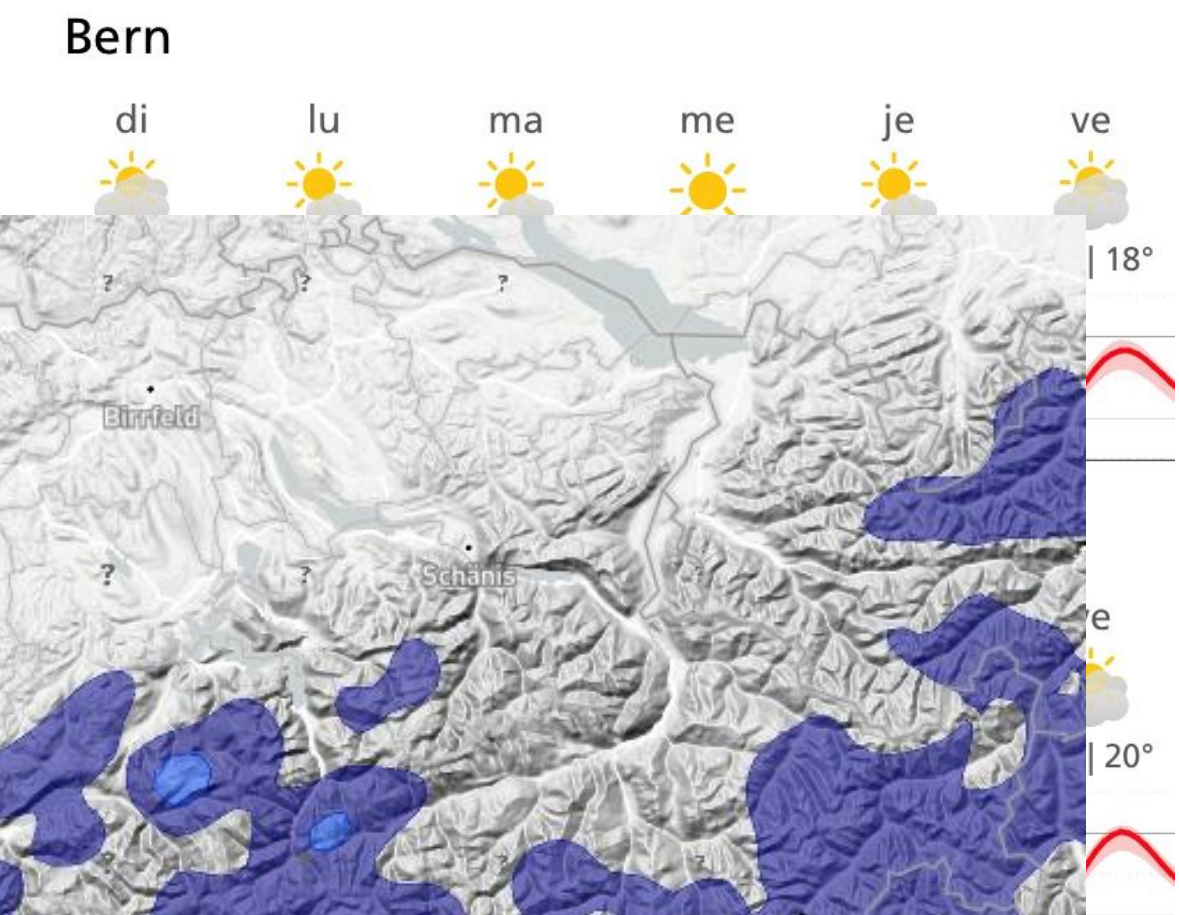 Bern
di lu ma me je ve
| 18°
? ? ?
Birrfeld
Schänis
? ? ?
ve
| 20°
? ? ?